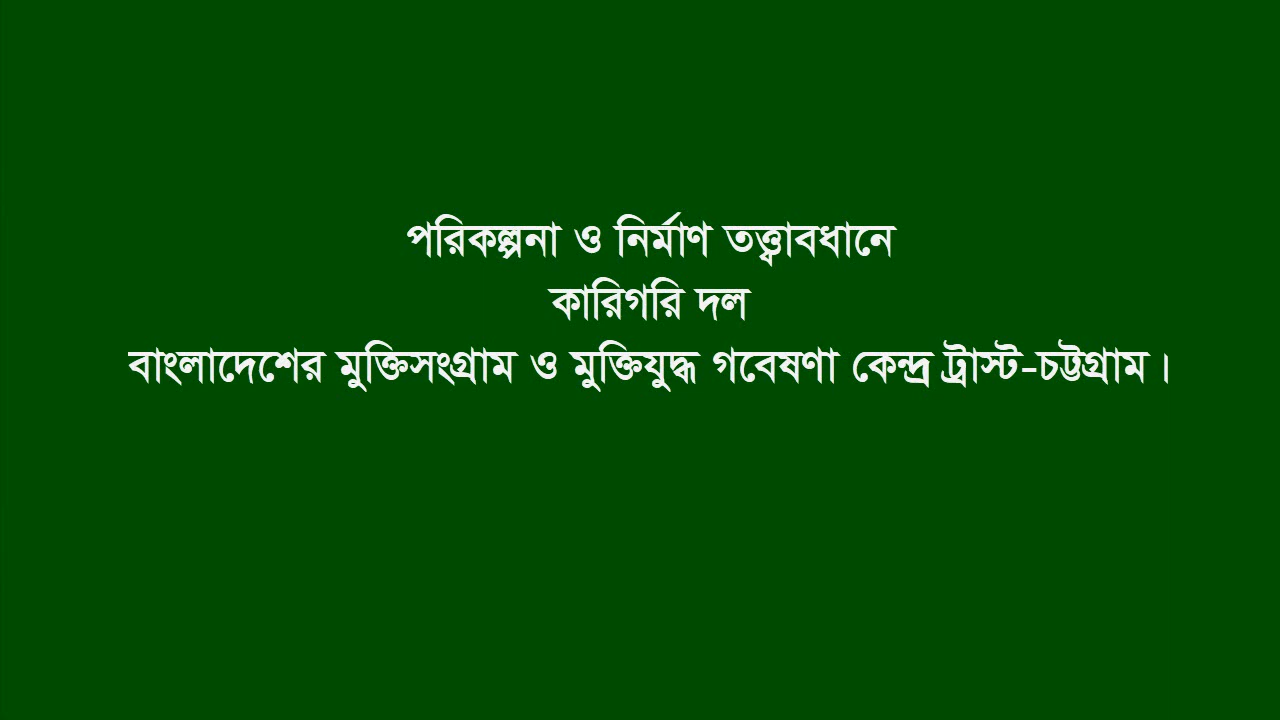 পরিকল্পনা ও নির্মাণ তত্ত্বাবধানে
কারিগরি দল
বাংলাদেশের মুক্তিসংগ্রাম ও মুক্তিযুদ্ধ গবেষণা কেন্দ্র ট্রাস্ট-চট্টগ্রাম।